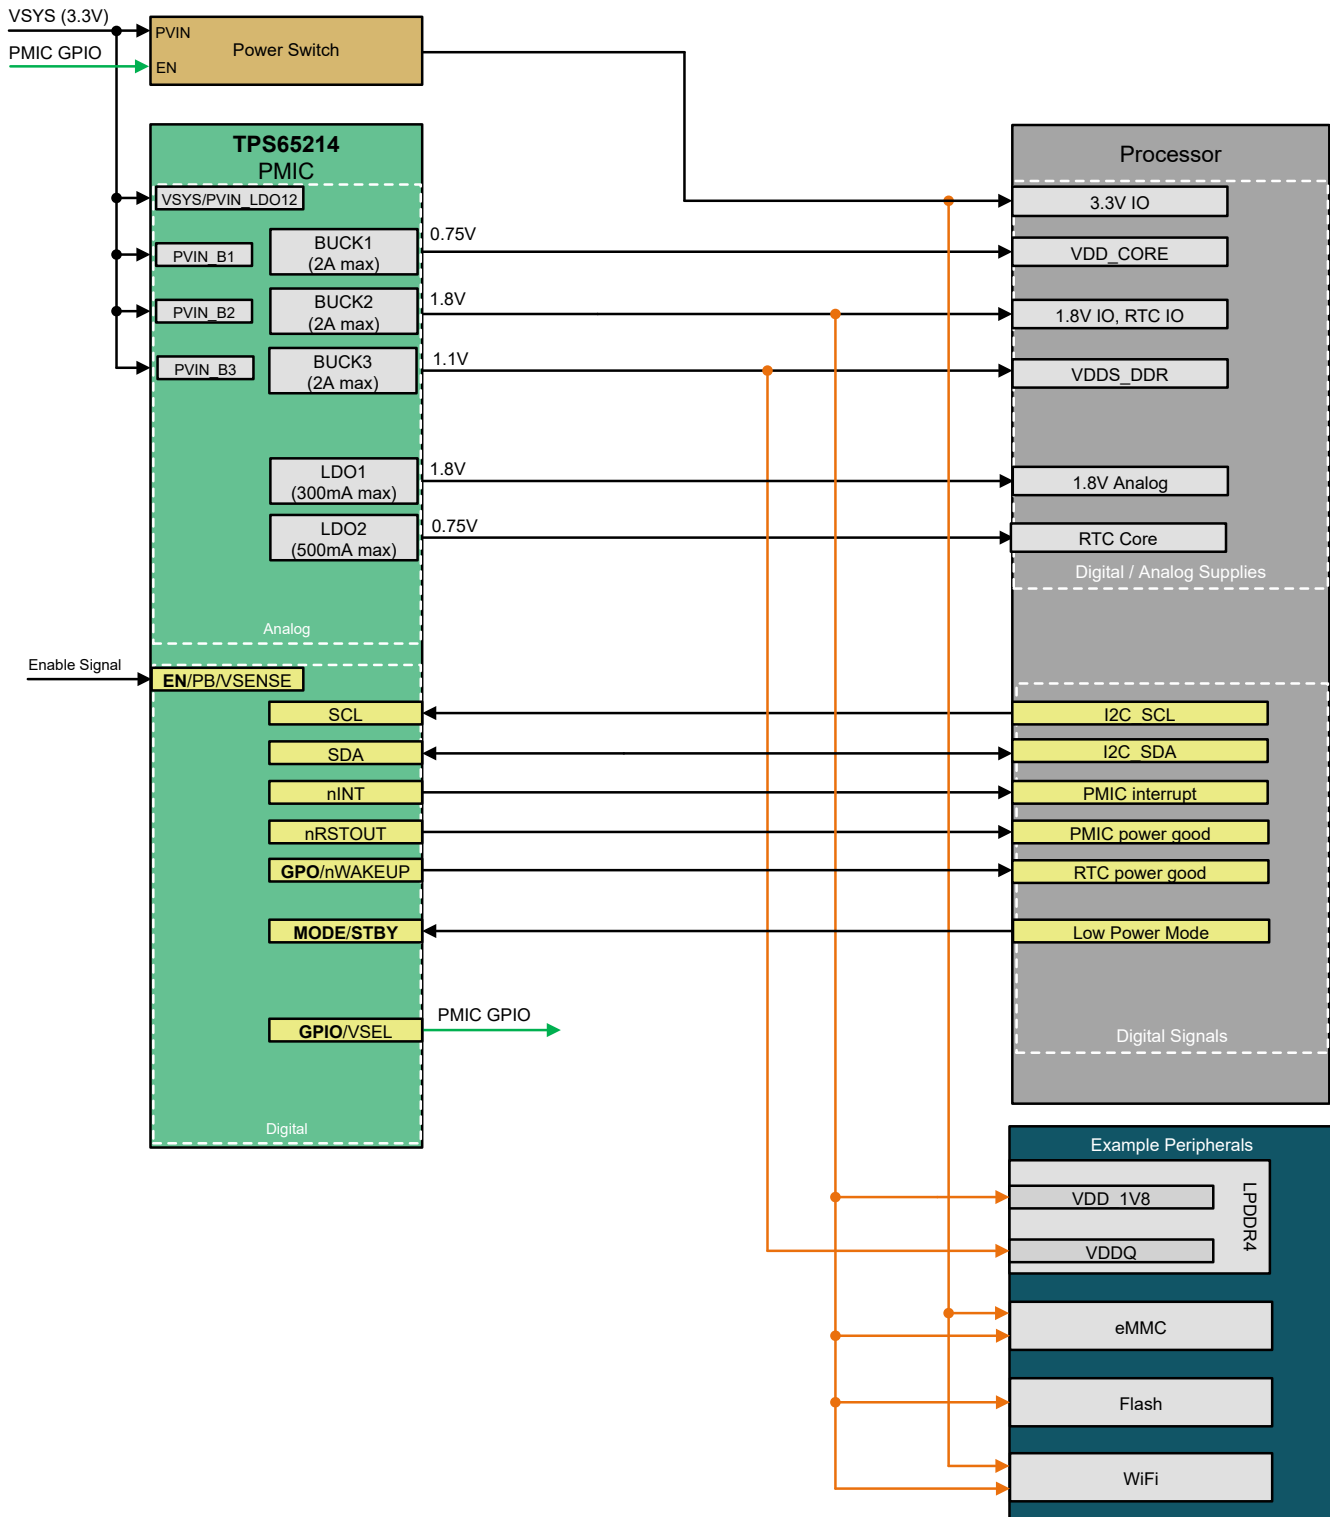 VSYS (3.3V)
PMIC GPIO
PVIN
EN
Power Switch
TPS65214
PMIC
VSYS/PVIN_LDO12
PVIN_B1
PVIN_B2
PVIN_B3
BUCK1
(2A max)
BUCK2
(2A max)
BUCK3
(2A max)
LDO1
(300mA max)
LDO2
(500mA max)
Analog
0.75V
1.8V
1.1V
1.8V
0.75V
Processor
3.3V IO
VDD_CORE
1.8V IO, RTC IO
VDDS_DDR
1.8V Analog
RTC Core
Digital / Analog Supplies
Enable Signal
EN/PB/VSENSE
SCL
SDA
nINT
nRSTOUT
GPO/nWAKEUP
MODE/STBY
GPIO/VSEL
Digital
PMIC GPIO
I2C_SCL
I2C_SDA
PMIC interrupt
PMIC power good
RTC power good
Low Power Mode
Digital Signals
Example Peripherals
VDD_1V8
VDDQ
LPDDR4
eMMC
Flash
WiFi